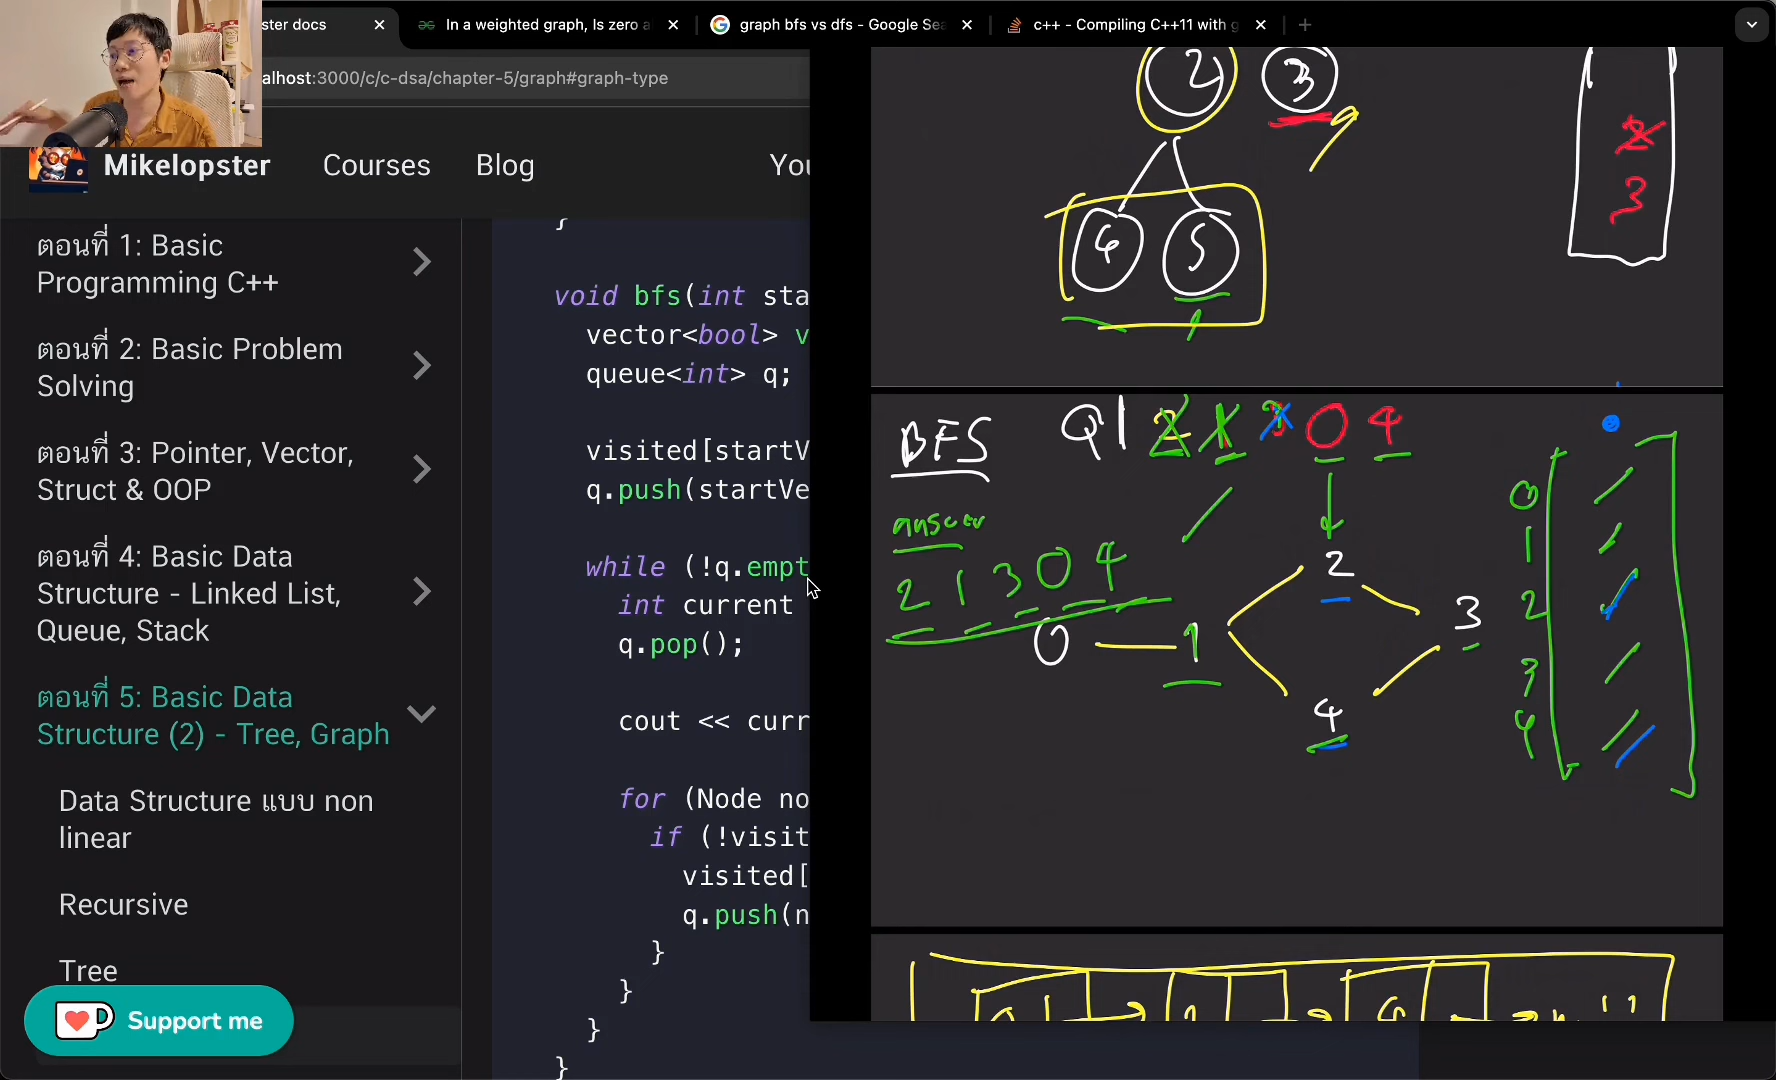 ster docs
In a weighted graph, Is zero a
graph bfs vs dfs - Google Sea
c++ - Compiling C++11 with g
alhost:3000/c/c-dsa/chapter-5/graph#graph-type
Mikelopster
Courses
Blog
You
ตอนที่ 1: Basic
Programming C++
ตอนที่ 2: Basic Problem
Solving
ตอนที่ 3: Pointer, Vector,
Struct & OOP
ตอนที่ 4: Basic Data
Structure - Linked List,
Queue, Stack
ตอนที่ 5: Basic Data
Structure (2) - Tree, Graph
Data Structure แบบ non
linear
Recursive
Tree
Support me
}
void bfs(int sta
vector<bool> v
queue<int> q;
visited[startV
q.push(startVe
while (!q.empt
int current
q.pop();
cout << curr
for (Node no
if (!visit
visited[
q.push(n
}
}
}
}
2 3
4 5
2
3
BFS Q| 2 1 3 0 4
answer
2 1 3 0 4
0 1 2 3 4
0
1
2
3
4